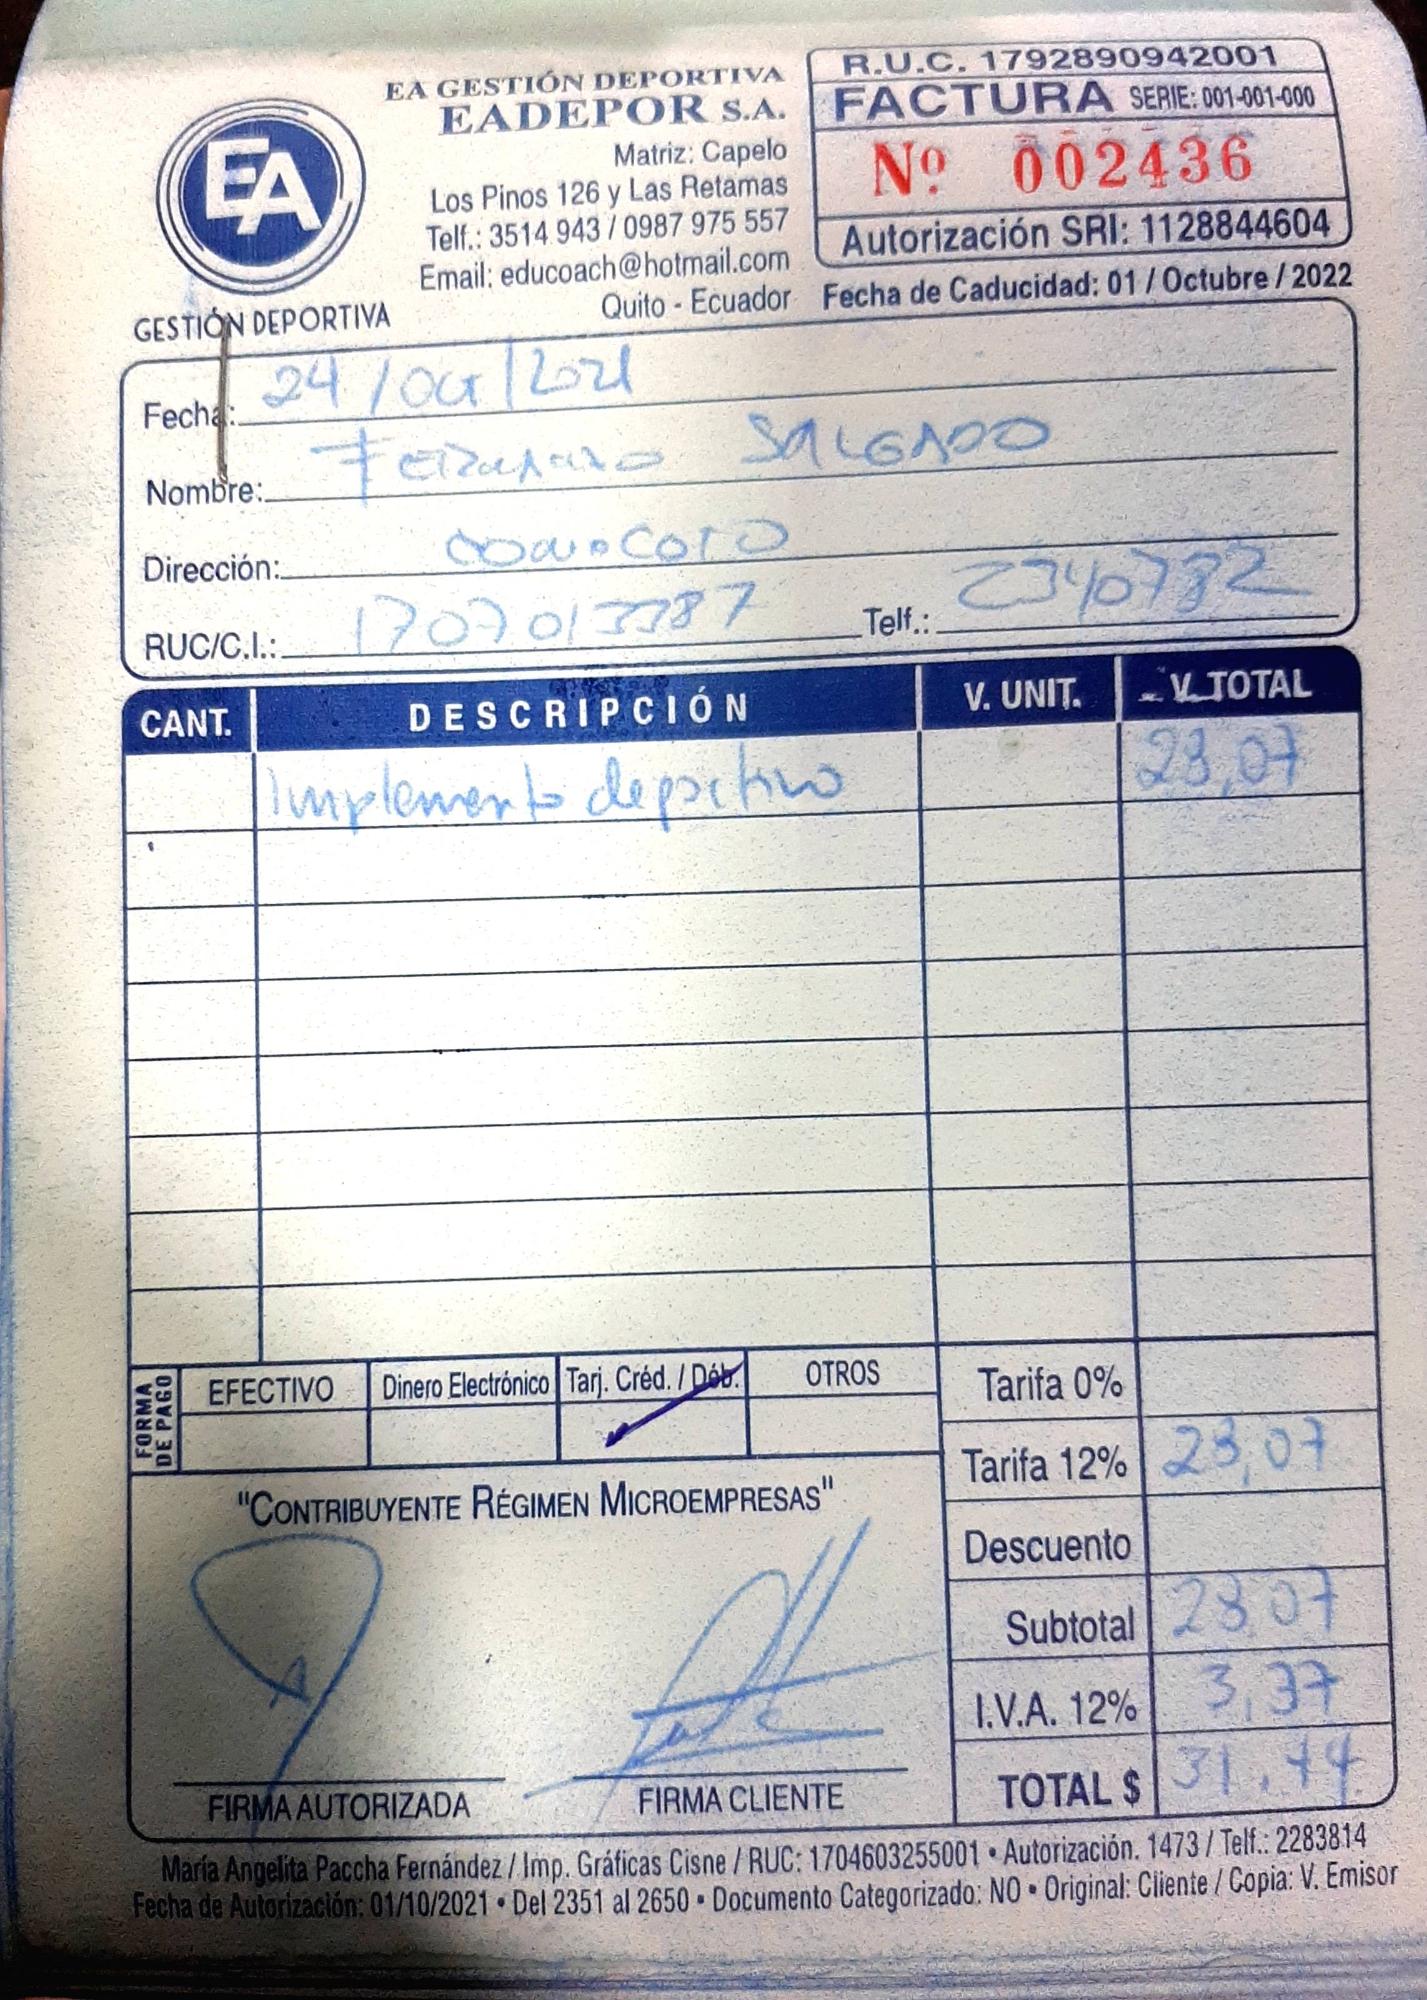 EA
GESTIÓN DEPORTIVA
EA GESTIÓN DEPORTIVA
EADEPOR S.A.
Matriz: Capelo
Los Pinos 126 y Las Retamas
Telf.: 3514 943 / 0987 975 557
Email: educoach@hotmail.com
Quito - Ecuador
R.U.C. 1792890942001
FACTURA SERIE: 001-001-000
Nº 002436
Autorización SRI: 1128844604
Fecha de Caducidad: 01 / Octubre / 2022
Fecha: 24/Oct/2021
Nombre: Fernando SALGADO
Dirección: CONOCOTO
RUC/C.I.: 1707013387 Telf.: 2340732
CANT. DESCRIPCIÓN V. UNIT. V. TOTAL
Implemento deportivo 28,07
FORMA DE PAGO
EFECTIVO Dinero Electrónico Tarj. Créd. / Déb. OTROS
Tarifa 0%
Tarifa 12% 28,07
Descuento
Subtotal 28,07
I.V.A. 12% 3,37
TOTAL $ 31,44
"CONTRIBUYENTE RÉGIMEN MICROEMPRESAS"
FIRMA AUTORIZADA FIRMA CLIENTE
María Angelita Paccha Fernández / Imp. Gráficas Cisne / RUC: 1704603255001 • Autorización. 1473 / Telf.: 2283814
Fecha de Autorización: 01/10/2021 • Del 2351 al 2650 • Documento Categorizado: NO • Original: Cliente / Copia: V. Emisor